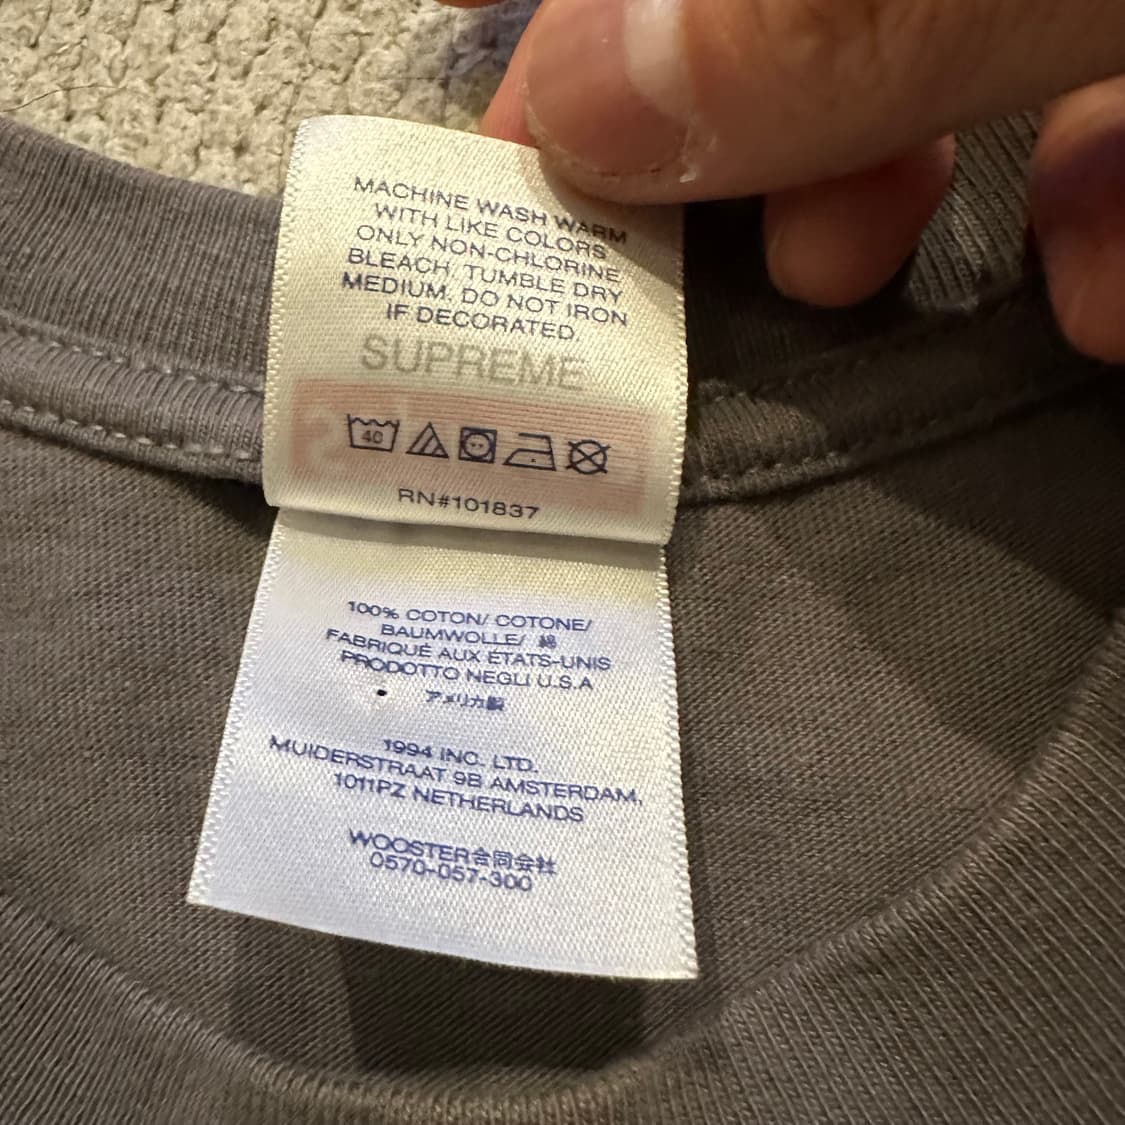 MACHINE WASH WARM
WITH LIKE COLORS
ONLY NON-CHLORINE
BLEACH. TUMBLE DRY
MEDIUM. DO NOT IRON
IF DECORATED.
SUPREME
40
RN#101837
100% COTON/ COTONE/
BAUMWOLLE/ 綿
FABRIQUÉ AUX ÉTATS-UNIS
PRODOTTO NEGLI U.S.A
アメリカ製
1994 INC. LTD.
MUIDERSTRAAT 9B AMSTERDAM,
1011PZ NETHERLANDS
WOOSTER合同会社
0570-057-300